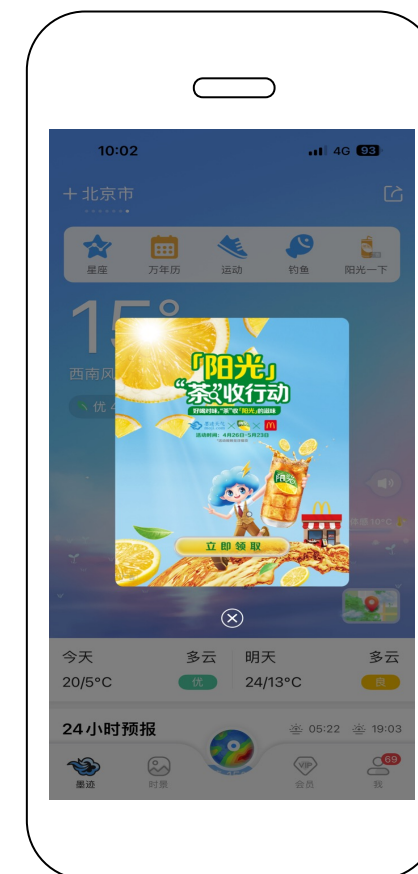 10:02
4G 93
+ 北京市
星座 万年历 运动 钓鱼 阳光一下
15°
西南风
优
「阳光」
“茶”收行动
好喝对味，“茶”收「阳光」的滋味
活动时间：4月26日-5月23日
阳光
立即领取
今天 多云
20/5°C 优
明天 多云
24/13°C 良
24小时预报
05:22 19:03
墨迹 时景 VIP 会员 69 我